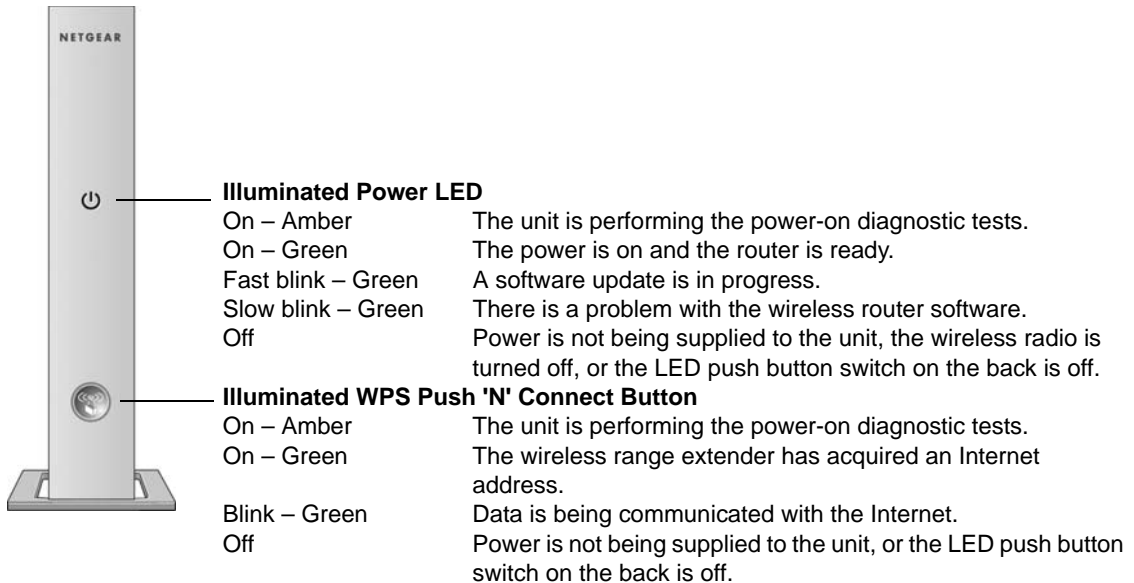 NETGEAR
Illuminated Power LED
On – Amber The unit is performing the power-on diagnostic tests.
On – Green The power is on and the router is ready.
Fast blink – Green A software update is in progress.
Slow blink – Green There is a problem with the wireless router software.
Off Power is not being supplied to the unit, the wireless radio is
turned off, or the LED push button switch on the back is off.
Illuminated WPS Push 'N' Connect Button
On – Amber The unit is performing the power-on diagnostic tests.
On – Green The wireless range extender has acquired an Internet
address.
Blink – Green Data is being communicated with the Internet.
Off Power is not being supplied to the unit, or the LED push button
switch on the back is off.